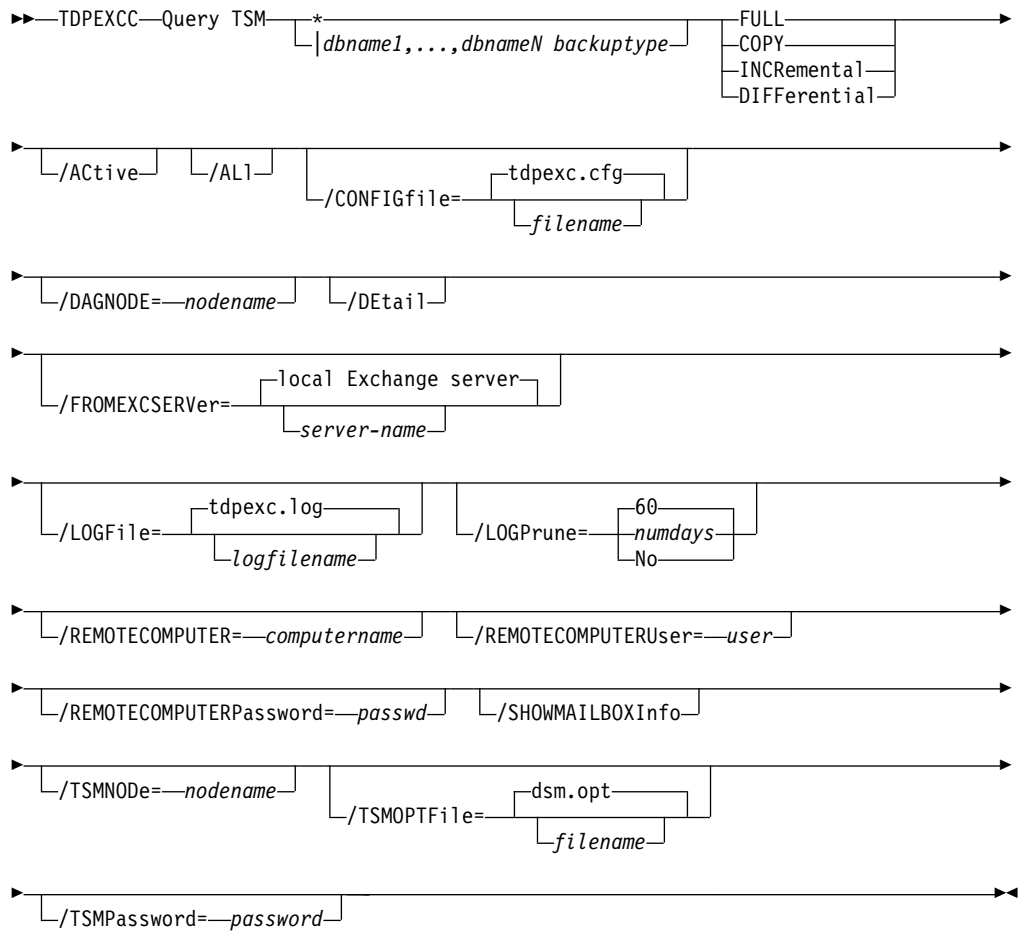 TDPEXCC Query TSM * FULL
|dbname1,...,dbnameN backuptype COPY
INCRemental
DIFFerential
/ACtive /ALl /CONFIGfile= tdpexc.cfg
filename
/DAGNODE= nodename /DEtail
/FROMEXCSERVer= local Exchange server
server-name
/LOGFile= tdpexc.log
logfilename
/LOGPrune= 60
numdays
No
/REMOTECOMPUTER= computername /REMOTECOMPUTERUser= user
/REMOTECOMPUTERPassword= passwd /SHOWMAILBOXInfo
/TSMNODe= nodename /TSMOPTFile= dsm.opt
filename
/TSMPassword= password